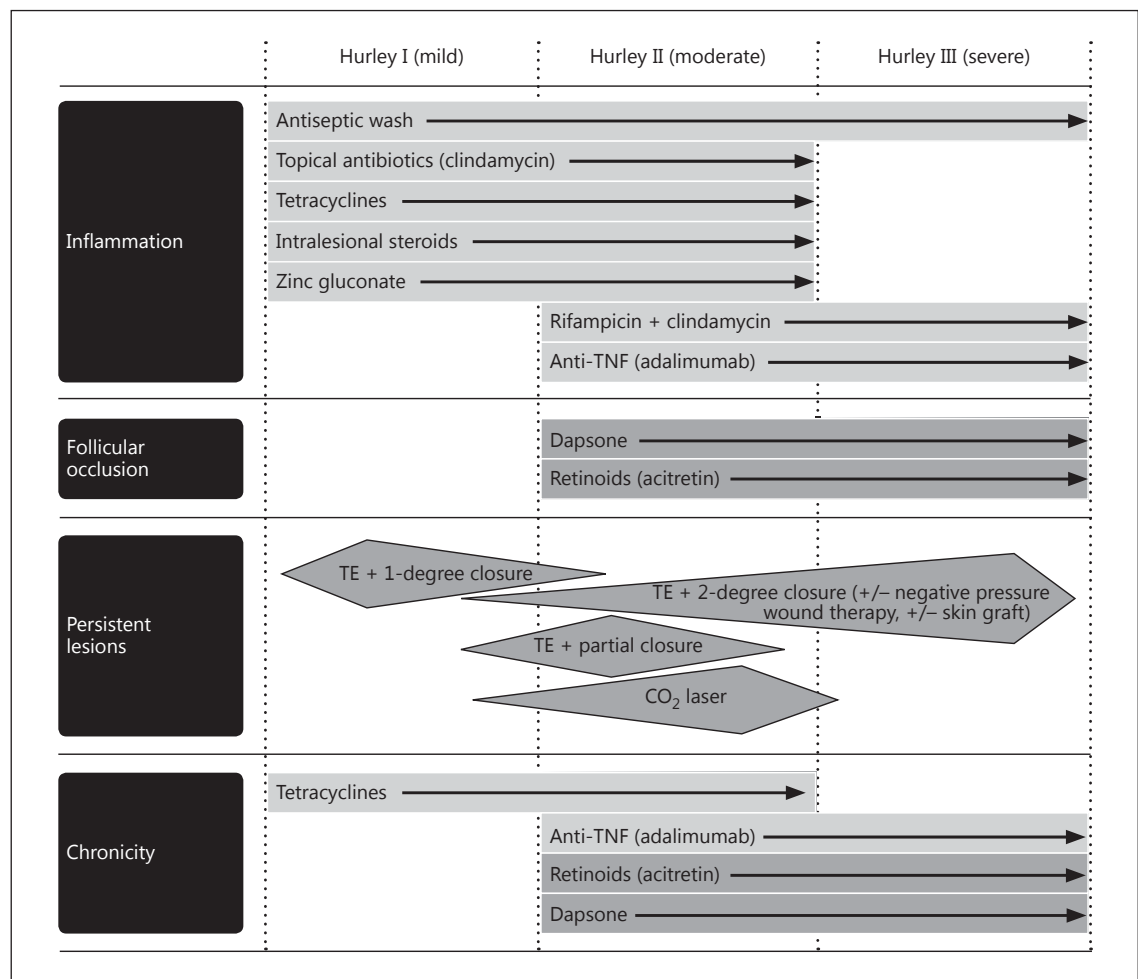 Hurley I (mild)
Hurley II (moderate)
Hurley III (severe)
Inflammation
Antiseptic wash
Topical antibiotics (clindamycin)
Tetracyclines
Intralesional steroids
Zinc gluconate
Rifampicin + clindamycin
Anti-TNF (adalimumab)
Follicular
occlusion
Dapsone
Retinoids (acitretin)
Persistent
lesions
TE + 1-degree closure
TE + 2-degree closure (+/– negative pressure
wound therapy, +/– skin graft)
TE + partial closure
CO₂ laser
Chronicity
Tetracyclines
Anti-TNF (adalimumab)
Retinoids (acitretin)
Dapsone